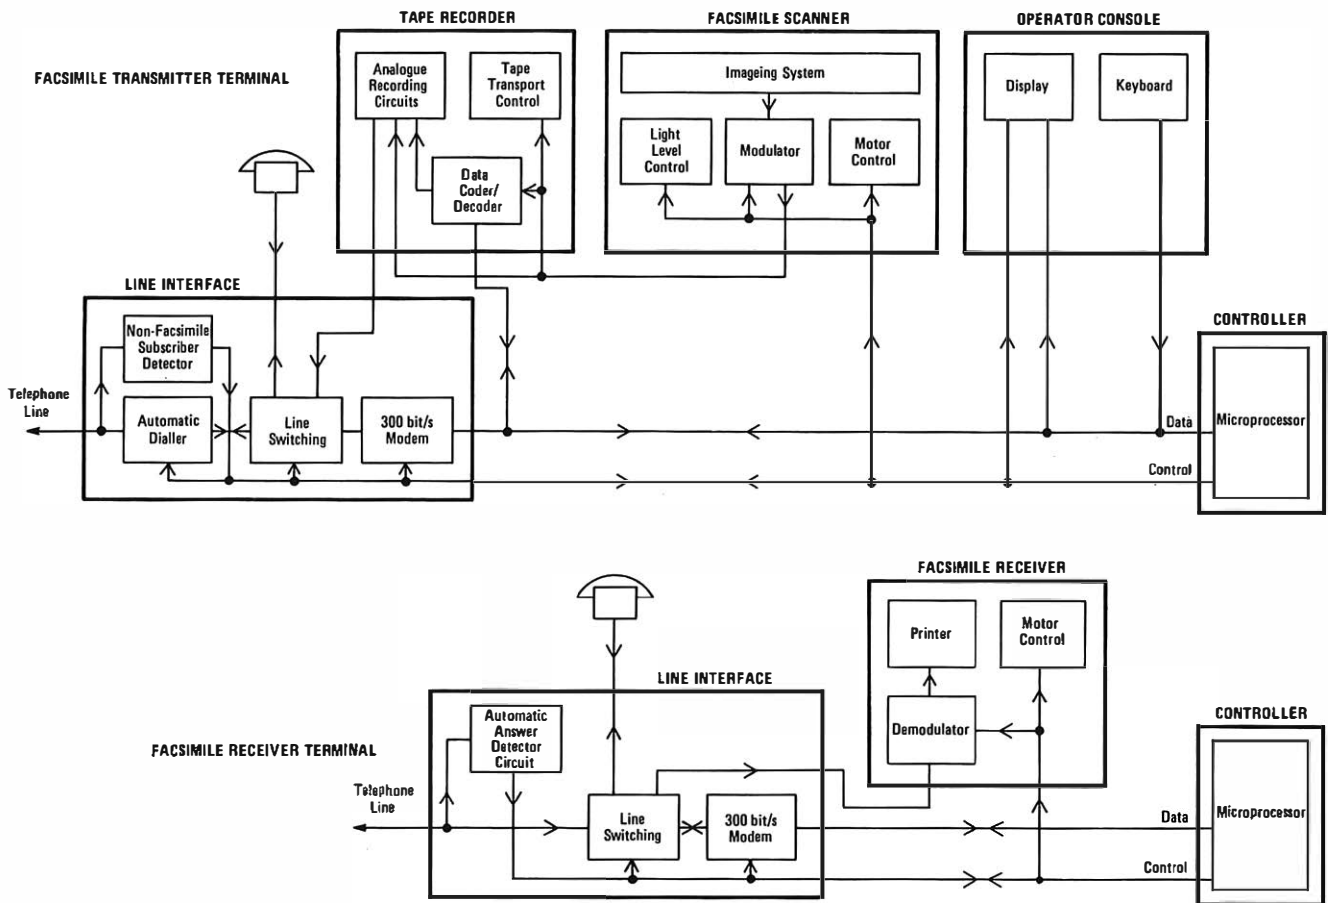 TAPE RECORDER
FACSIMILE SCANNER
OPERATOR CONSOLE
FACSIMILE TRANSMITTER TERMINAL
Analogue
Recording
Circuits
Tape
Transport
Control
Imageing System
Display
Keyboard
Light
Level
Control
Modulator
Motor
Control
Data
Coder/
Decoder
LINE INTERFACE
CONTROLLER
Non-Facsimile
Subscriber
Detector
Telephone
Line
Automatic
Dialler
Line
Switching
300 bit/s
Modem
Data
Microprocessor
Control
FACSIMILE RECEIVER
Printer
Motor
Control
LINE INTERFACE
CONTROLLER
Automatic
Answer
Detector
Circuit
Demodulator
FACSIMILE RECEIVER TERMINAL
Telephone
Line
Line
Switching
300 bit/s
Modem
Data
Microprocessor
Control